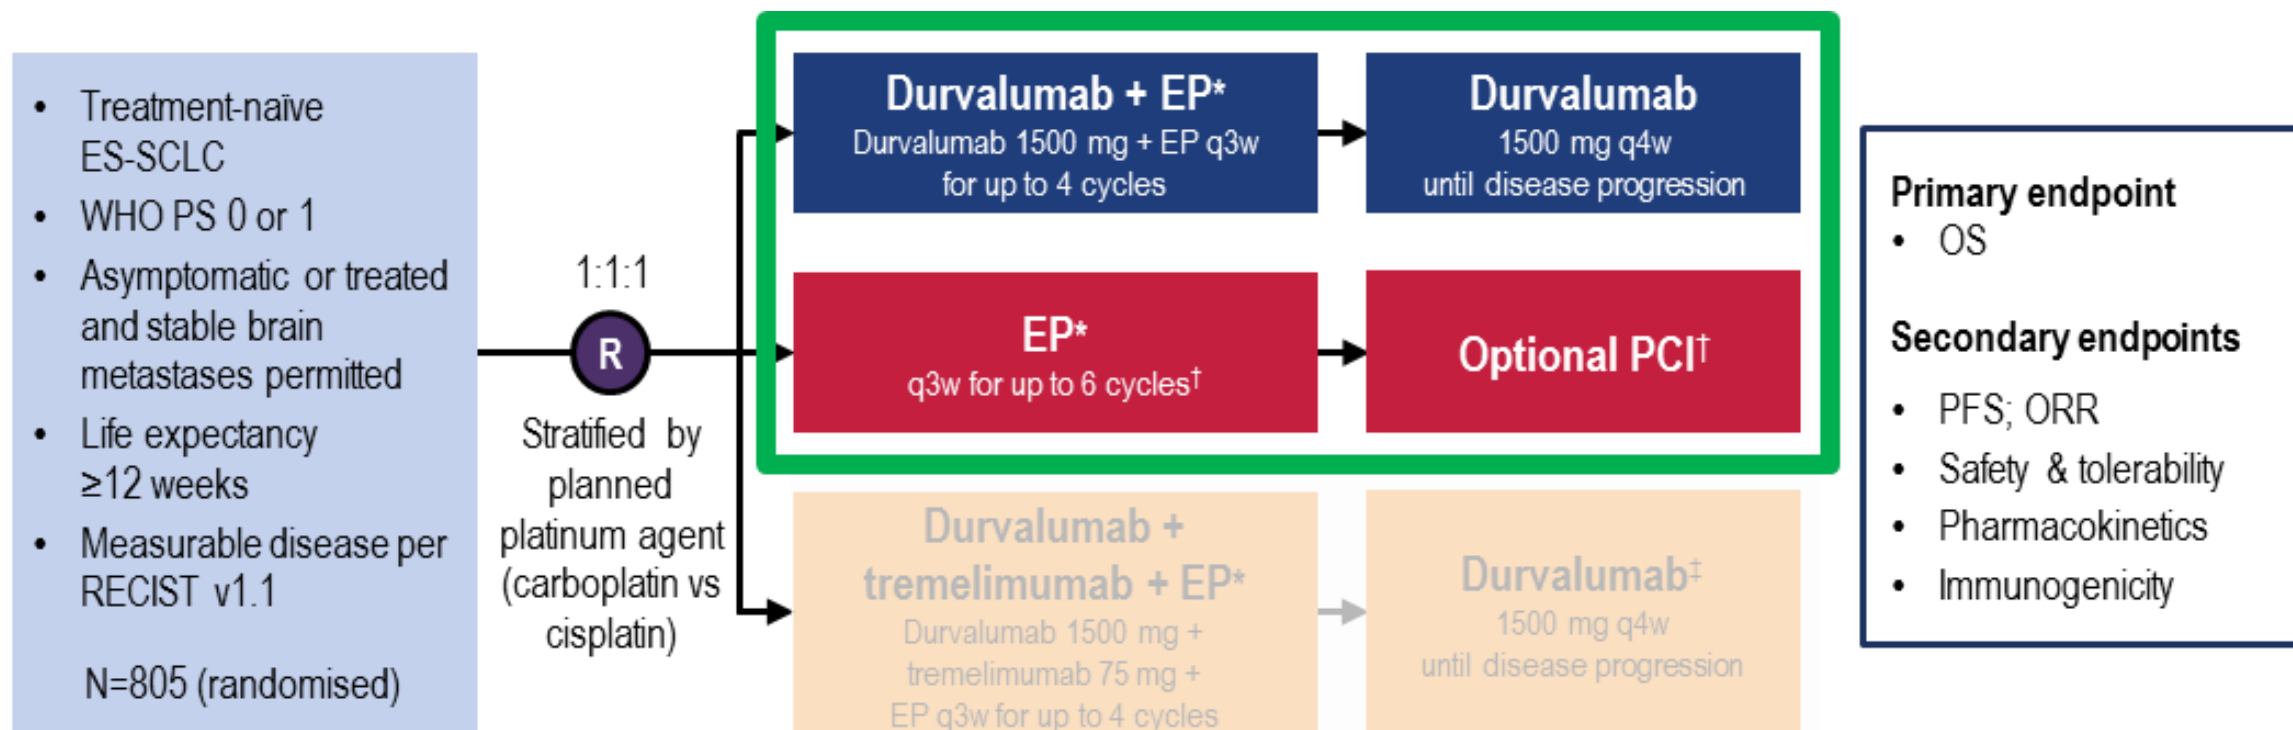 • Treatment-naïve
ES-SCLC
• WHO PS 0 or 1
• Asymptomatic or treated
and stable brain
metastases permitted
• Life expectancy
≥12 weeks
• Measurable disease per
RECIST v1.1
N=805 (randomised)
1:1:1
R
Stratified by
planned
platinum agent
(carboplatin vs
cisplatin)
Durvalumab + EP*
Durvalumab 1500 mg + EP q3w
for up to 4 cycles
Durvalumab
1500 mg q4w
until disease progression
EP*
q3w for up to 6 cycles†
Optional PCI†
Durvalumab +
tremelimumab + EP*
Durvalumab 1500 mg +
tremelimumab 75 mg +
EP q3w for up to 4 cycles
Durvalumab‡
1500 mg q4w
until disease progression
Primary endpoint
• OS
Secondary endpoints
• PFS; ORR
• Safety & tolerability
• Pharmacokinetics
• Immunogenicity